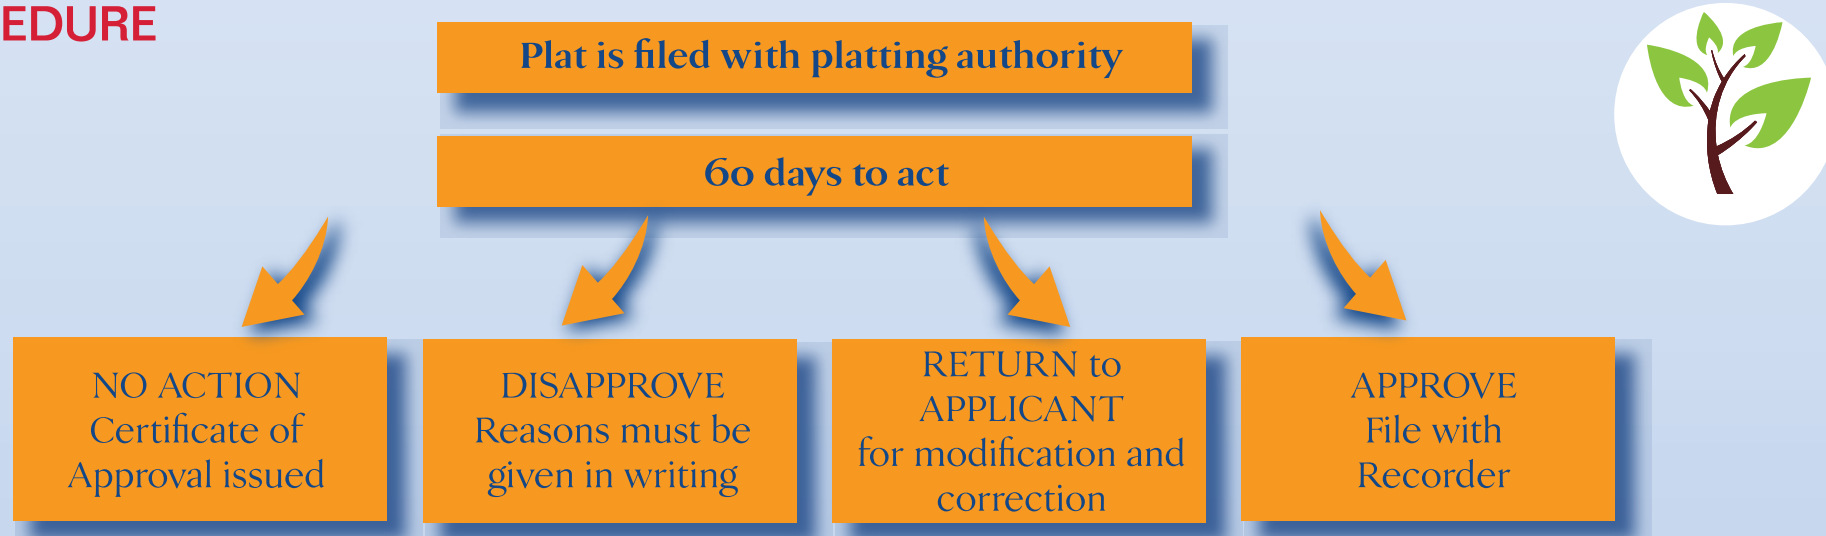 EDURE
Plat is filed with platting authority
60 days to act
NO ACTION
Certificate of
Approval issued
DISAPPROVE
Reasons must be
given in writing
RETURN to
APPLICANT
for modification and
correction
APPROVE
File with
Recorder